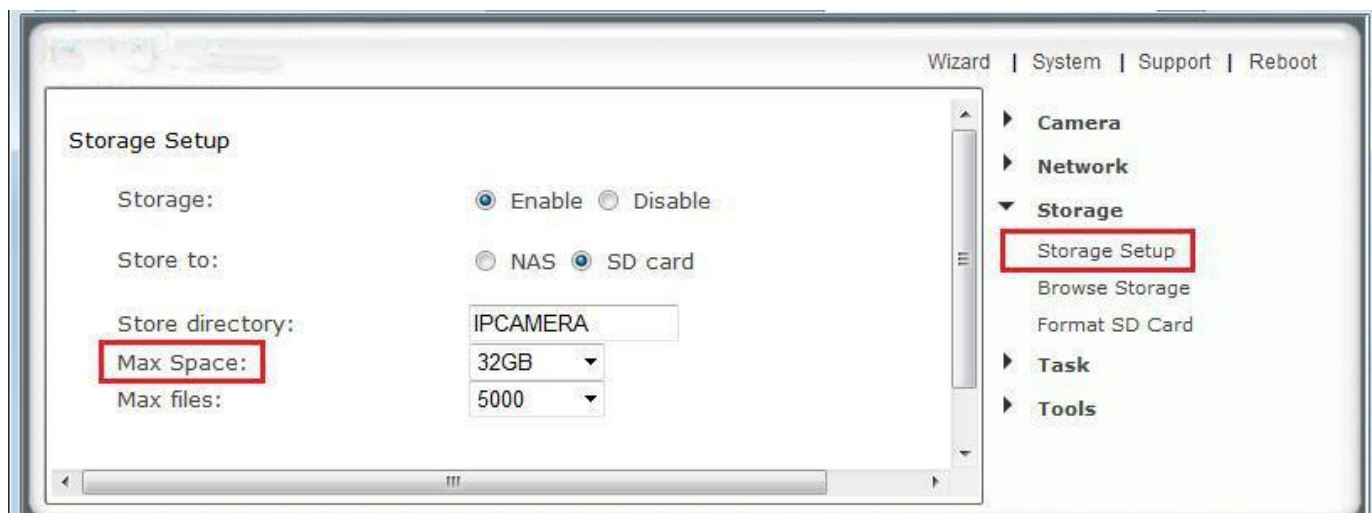 Wizard | System | Support | Reboot
Storage Setup
Storage: Enable Disable
Store to: NAS SD card
Store directory: IPCAMERA
Max Space: 32GB
Max files: 5000
Camera
Network
Storage
Storage Setup
Browse Storage
Format SD Card
Task
Tools